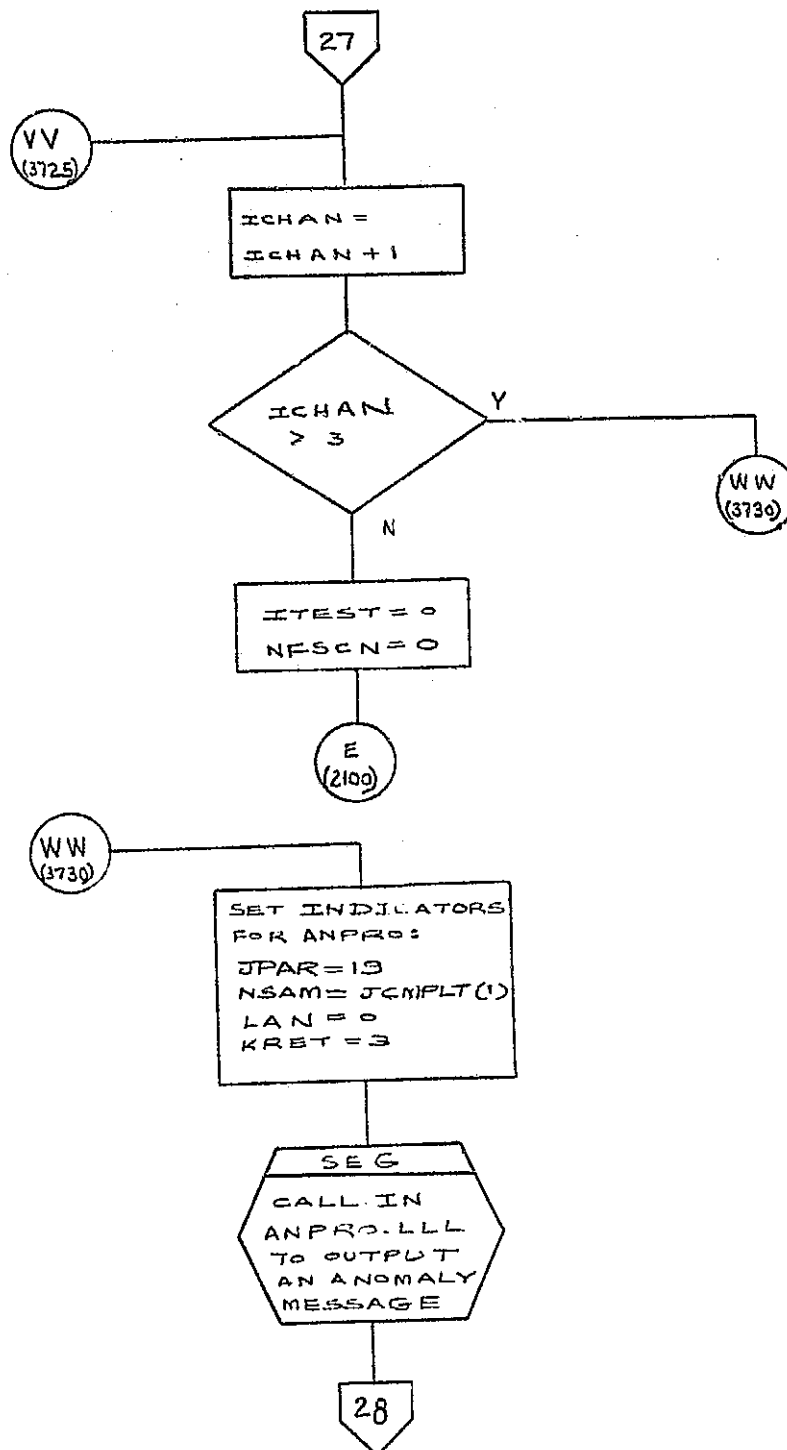 27
VV
(3725)
ICHAN =
ICHAN + 1
ICHAN
> 3
Y
WW
(3730)
N
ITEST = 0
NFSCN = 0
E
(2100)
WW
(3730)
SET INDICATORS
FOR ANPRO:
JPAR = 19
NSAM = JCMPLT(1)
LAN = 0
KRET = 3
SEG
CALL IN
ANPRO.LLL
TO OUTPUT
AN ANOMALY
MESSAGE
28